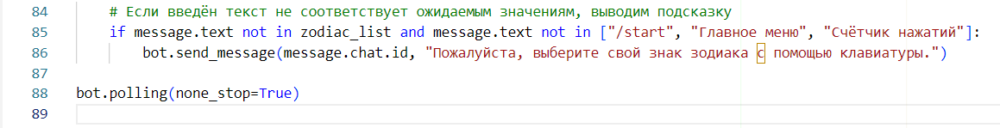 84 # Если введён текст не соответствует ожидаемым значениям, выводим подсказку
85 if message.text not in zodiac_list and message.text not in ["/start", "Главное меню", "Счётчик нажатий"]:
86 bot.send_message(message.chat.id, "Пожалуйста, выберите свой знак зодиака с помощью клавиатуры.")
87
88 bot.polling(none_stop=True)
89